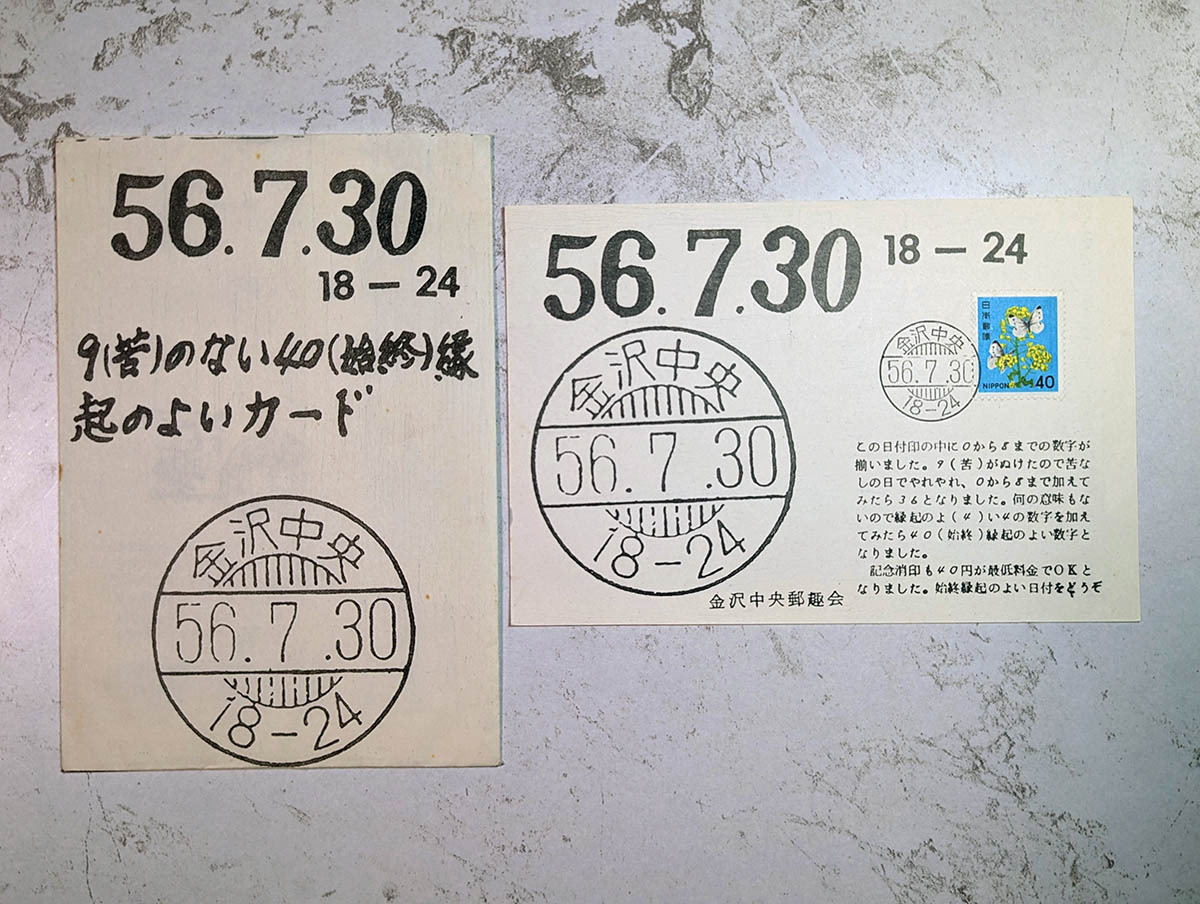 56.7.30
18-24
9(苦)のない40(始終)縁
起のよいカード
金沢中央
56.7.30
18-24
56.7.30 18-24
日本郵便
NIPPON 40
金沢中央
56.7.30
18-24
金沢中央
56.7.30
18-24
この日付印の中に0から8までの数字が
揃いました。9(苦)がぬけたので苦な
しの日でやれやれ、0から8まで加えて
みたら36となりました。何の意味もな
いので縁起のよ(4)い4の数字を加え
てみたら40(始終)縁起のよい数字と
なりました。
記念消印も40円が最低料金でOKと
なりました。始終縁起のよい日付をどうぞ
金沢中央郵趣会